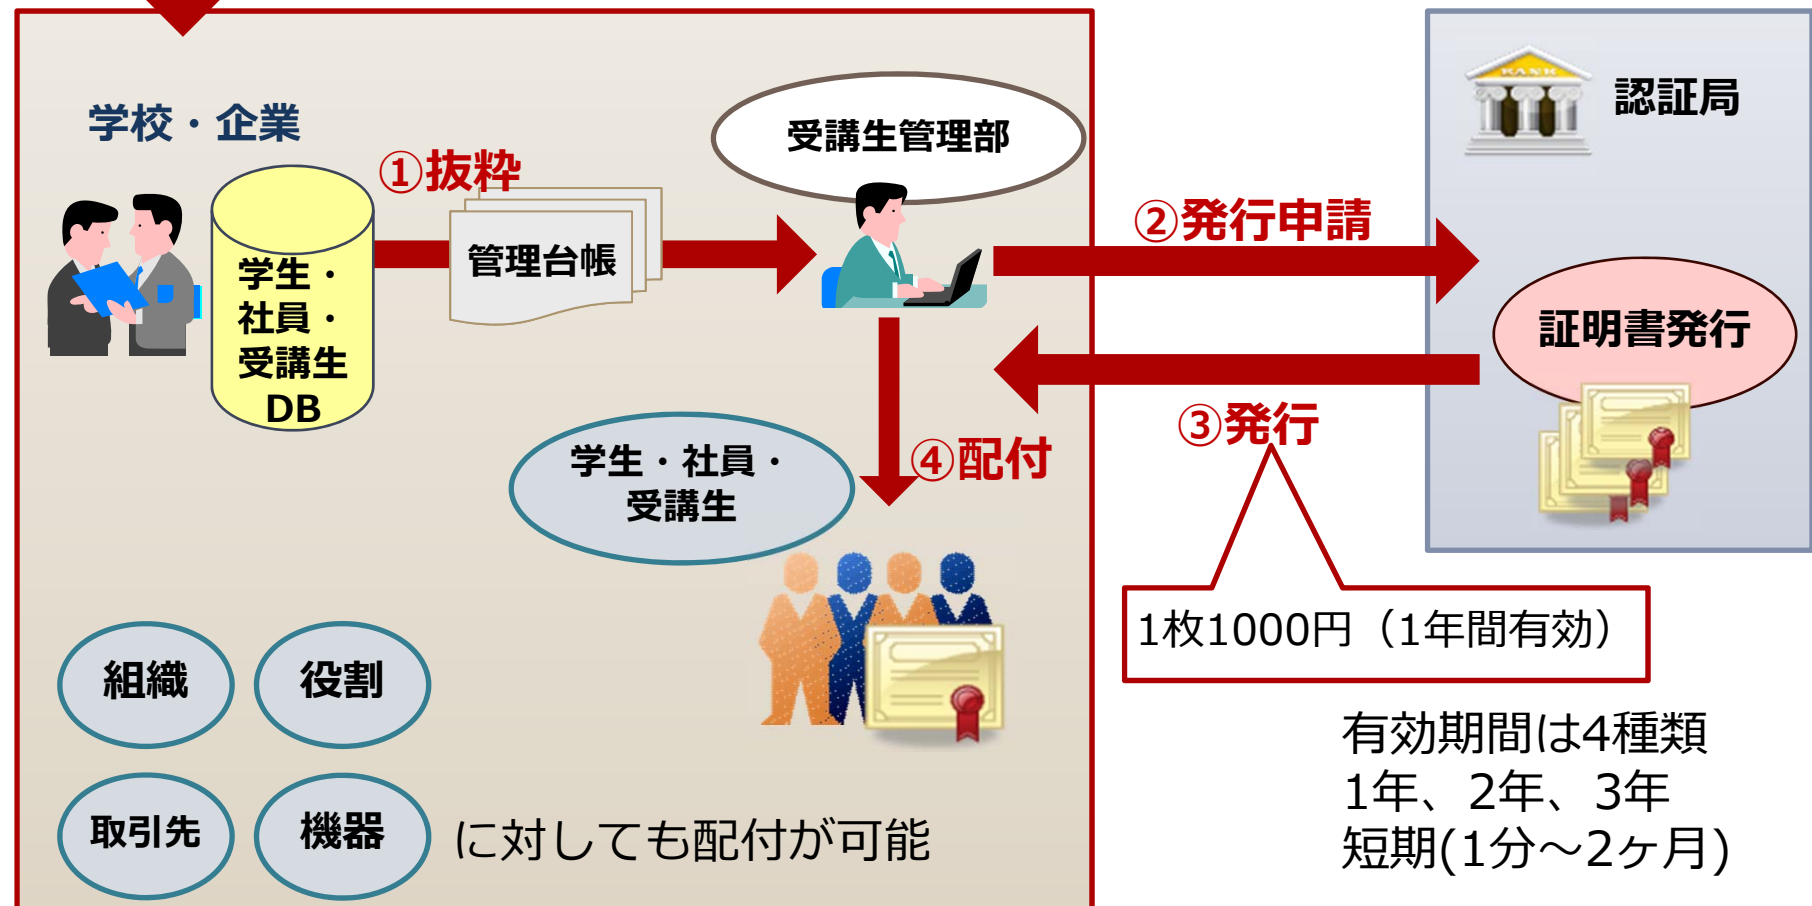 学校・企業
学生・
社員・
受講生
DB
①抜粋
管理台帳
受講生管理部
②発行申請
認証局
BANK
証明書発行
③発行
④配付
学生・社員・
受講生
1枚1000円（1年間有効）
組織
役割
取引先
機器
に対しても配付が可能
有効期間は4種類
1年、2年、3年
短期(1分～2ヶ月)